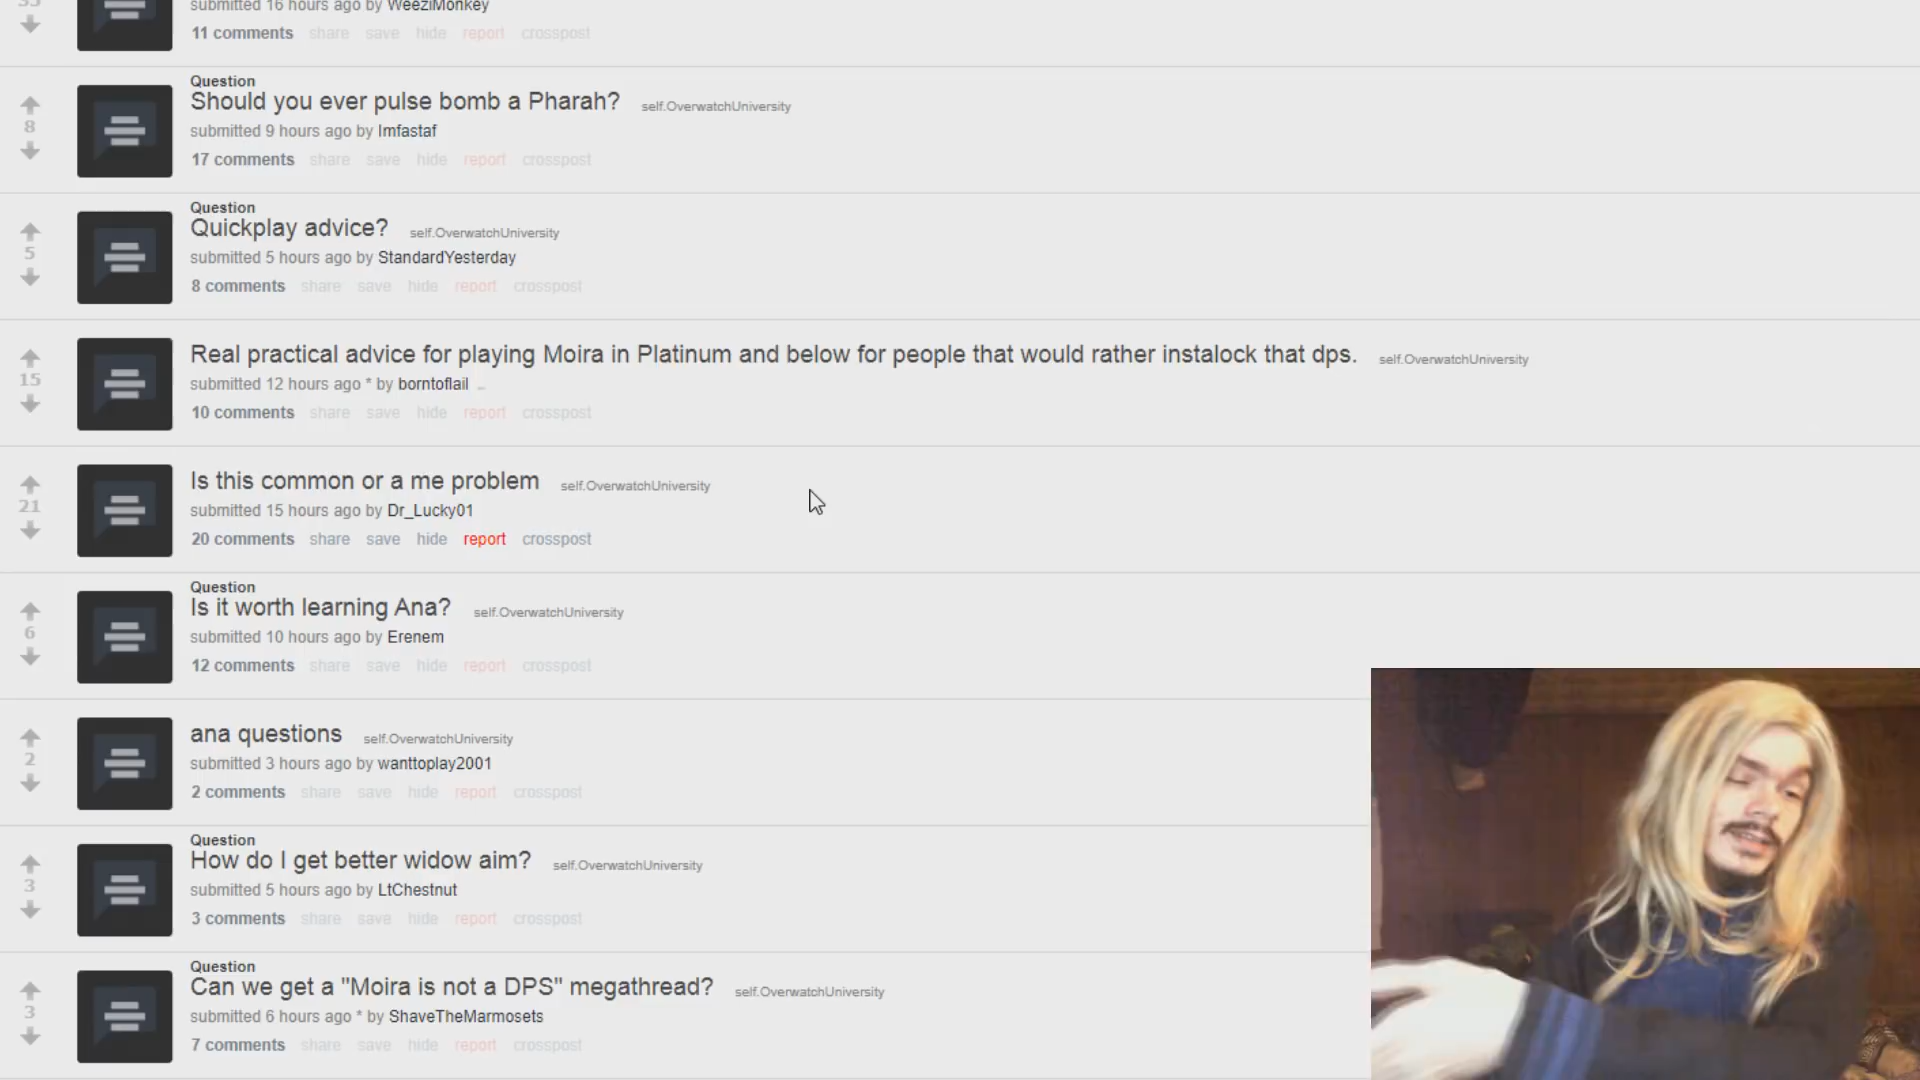 submitted 16 hours ago by WeeziMonkey
11 comments share save hide report crosspost
Question
Should you ever pulse bomb a Pharah? self.OverwatchUniversity
8
submitted 9 hours ago by Imfastaf
17 comments share save hide report crosspost
Question
Quickplay advice? self.OverwatchUniversity
5
submitted 5 hours ago by StandardYesterday
8 comments share save hide report crosspost
Real practical advice for playing Moira in Platinum and below for people that would rather instalock that dps. self.OverwatchUniversity
15
submitted 12 hours ago * by borntoflail
10 comments share save hide report crosspost
Is this common or a me problem self.OverwatchUniversity
21
submitted 15 hours ago by Dr_Lucky01
20 comments share save hide report crosspost
Question
Is it worth learning Ana? self.OverwatchUniversity
6
submitted 10 hours ago by Erenem
12 comments share save hide report crosspost
ana questions self.OverwatchUniversity
2
submitted 3 hours ago by wanttoplay2001
2 comments share save hide report crosspost
Question
How do I get better widow aim? self.OverwatchUniversity
3
submitted 5 hours ago by LtChestnut
3 comments share save hide report crosspost
Question
Can we get a "Moira is not a DPS" megathread? self.OverwatchUniversity
3
submitted 6 hours ago * by ShaveTheMarmosets
7 comments share save hide report crosspost